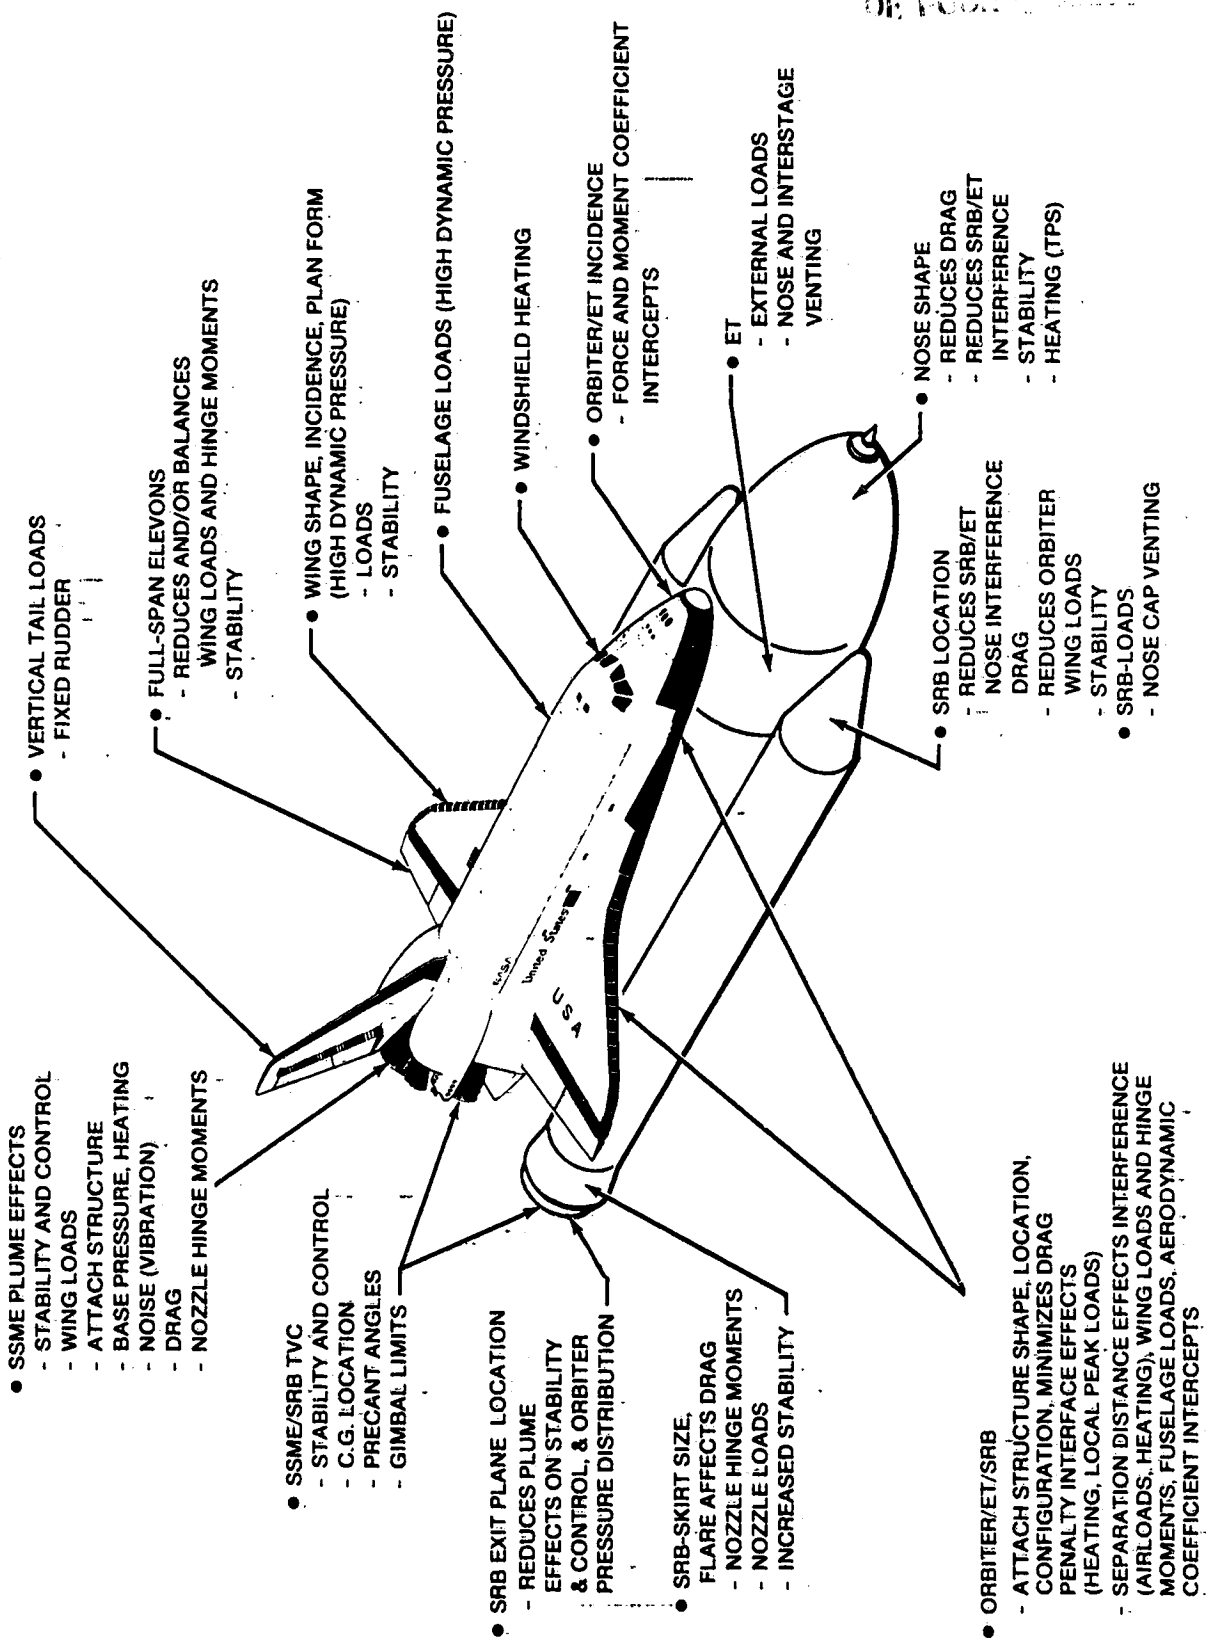 ● SSME PLUME EFFECTS
- STABILITY AND CONTROL
- WING LOADS
- ATTACH STRUCTURE
- BASE PRESSURE, HEATING
- NOISE (VIBRATION)
- DRAG
- NOZZLE HINGE MOMENTS
● VERTICAL TAIL LOADS
- FIXED RUDDER
● FULL-SPAN ELEVONS
- REDUCES AND/OR BALANCES
WING LOADS AND HINGE MOMENTS
- STABILITY
● WING SHAPE, INCIDENCE, PLAN FORM
(HIGH DYNAMIC PRESSURE)
- LOADS
- STABILITY
● FUSELAGE LOADS (HIGH DYNAMIC PRESSURE)
● WINDSHIELD HEATING
● ORBITER/ET INCIDENCE
- FORCE AND MOMENT COEFFICIENT
INTERCEPTS
● ET
- EXTERNAL LOADS
- NOSE AND INTERSTAGE
VENTING
● NOSE SHAPE
- REDUCES DRAG
- REDUCES SRB/ET
INTERFERENCE
- STABILITY
- HEATING (TPS)
● SRB LOCATION
- REDUCES SRB/ET
NOSE INTERFERENCE
DRAG
- REDUCES ORBITER
WING LOADS
- STABILITY
● SRB-LOADS
- NOSE CAP VENTING
NASA
United States
USA
● SSME/SRB TVC
- STABILITY AND CONTROL
- C.G. LOCATION
- PRECANT ANGLES
- GIMBAL LIMITS
● SRB EXIT PLANE LOCATION
- REDUCES PLUME
EFFECTS ON STABILITY
& CONTROL, & ORBITER
PRESSURE DISTRIBUTION
● SRB-SKIRT SIZE,
FLARE AFFECTS DRAG
- NOZZLE HINGE MOMENTS
- NOZZLE LOADS
- INCREASED STABILITY
● ORBITER/ET/SRB
- ATTACH STRUCTURE SHAPE, LOCATION,
CONFIGURATION, MINIMIZES DRAG
PENALTY INTERFACE EFFECTS
(HEATING, LOCAL PEAK LOADS)
- SEPARATION DISTANCE EFFECTS INTERFERENCE
(AIRLOADS, HEATING), WING LOADS AND HINGE
MOMENTS, FUSELAGE LOADS, AERODYNAMIC
COEFFICIENT INTERCEPTS